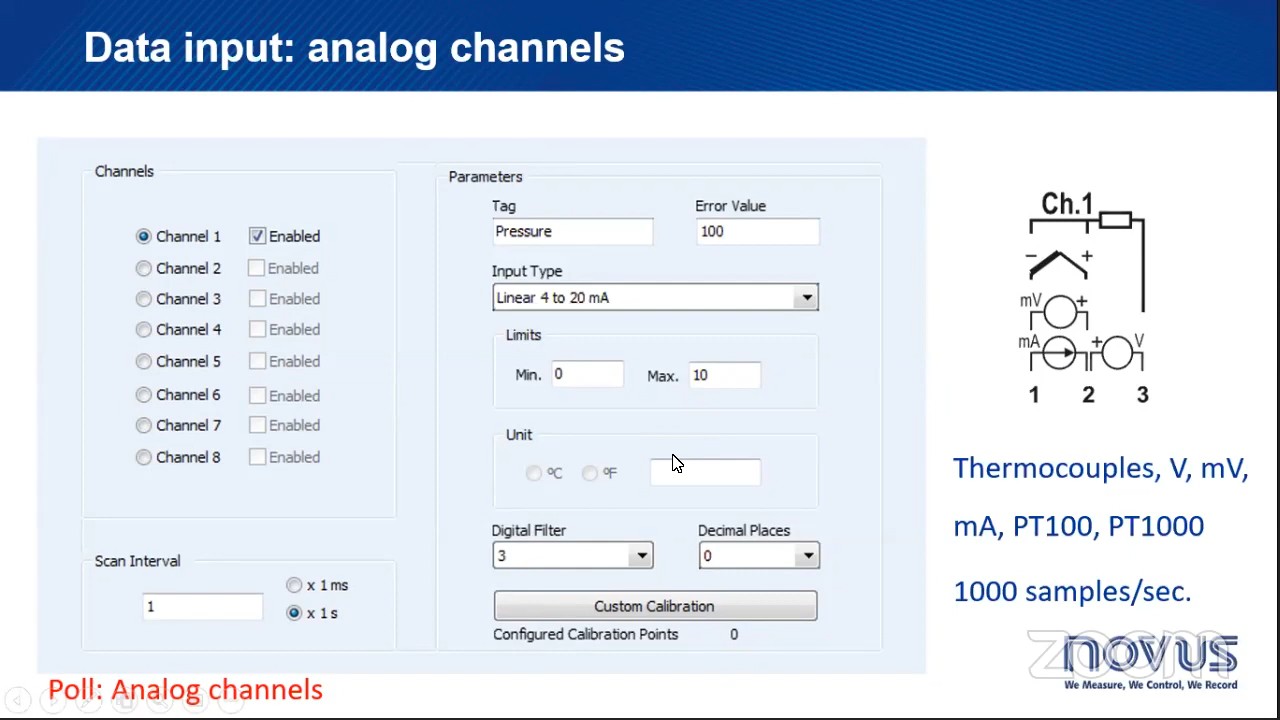 Data input: analog channels
Channels
Channel 1 Enabled
Channel 2 Enabled
Channel 3 Enabled
Channel 4 Enabled
Channel 5 Enabled
Channel 6 Enabled
Channel 7 Enabled
Channel 8 Enabled
Scan Interval
1
x 1 ms
x 1 s
Parameters
Tag Error Value
Pressure 100
Input Type
Linear 4 to 20 mA
Limits
Min. 0 Max. 10
Unit
ºC ºF
Digital Filter Decimal Places
3 0
Custom Calibration
Configured Calibration Points 0
Ch.1
− +
mV +
mA + V
1 2 3
Thermocouples, V, mV,
mA, PT100, PT1000
1000 samples/sec.
zoom
novus
We Measure, We Control, We Record
Poll: Analog channels